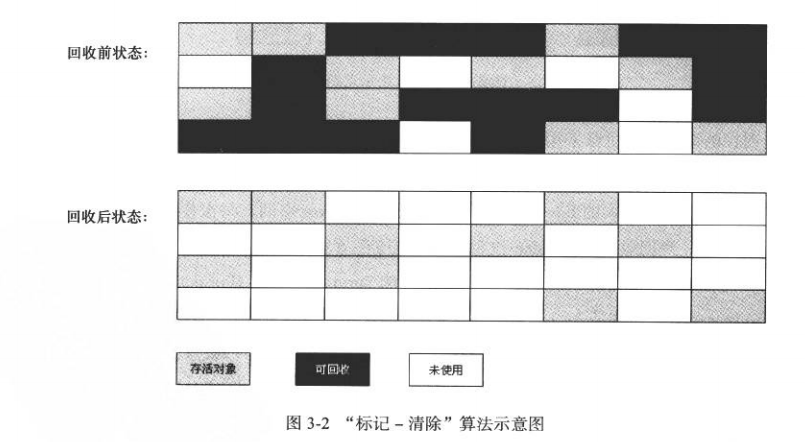 回收前状态：
回收后状态：
存活对象
可回收
未使用
图 3-2 “标记 – 清除”算法示意图